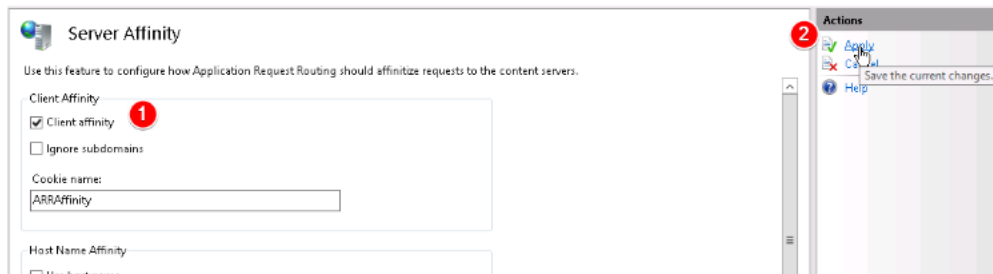 Server Affinity
Use this feature to configure how Application Request Routing should affinitize requests to the content servers.
Client Affinity
Client affinity
1
Ignore subdomains
Cookie name:
ARRAffinity
Host Name Affinity
Actions
2
Apply
Save the current changes.
Help